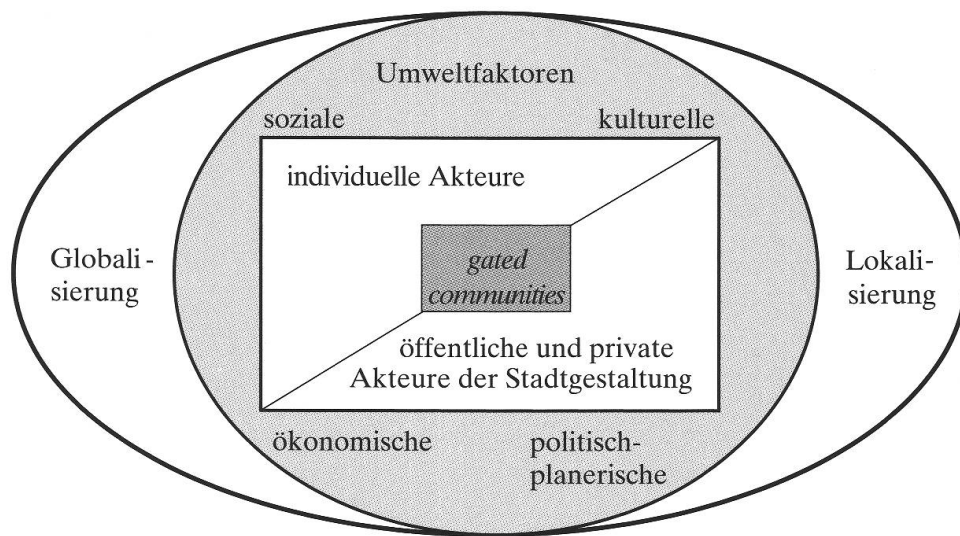 Umweltfaktoren
soziale kulturelle
individuelle Akteure
Globali-
sierung
gated
communities
Lokali-
sierung
öffentliche und private
Akteure der Stadtgestaltung
ökonomische
politisch-
planerische